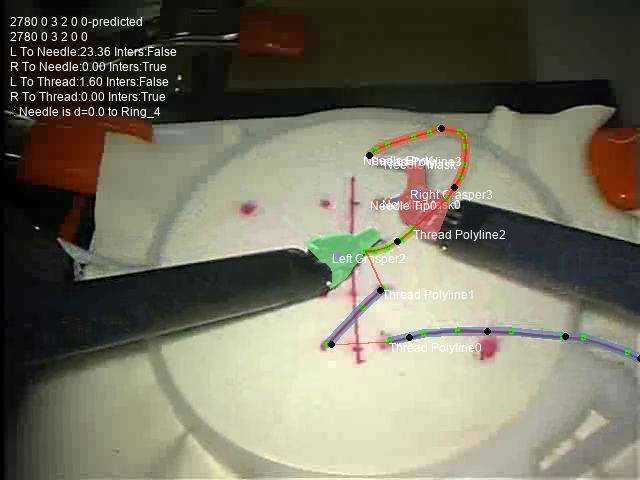 2780 0 3 2 0 0-predicted
2780 0 3 2 0 0
L To Needle:23.36 Inters:False
R To Needle:0.00 Inters:True
L To Thread:1.60 Inters:False
R To Thread:0.00 Inters:True
: Needle is d=0.0 to Ring_4
Right Grasper3
Needle Tip0
Thread Polyline2
Left Grasper2
Thread Polyline1
Thread Polyline0